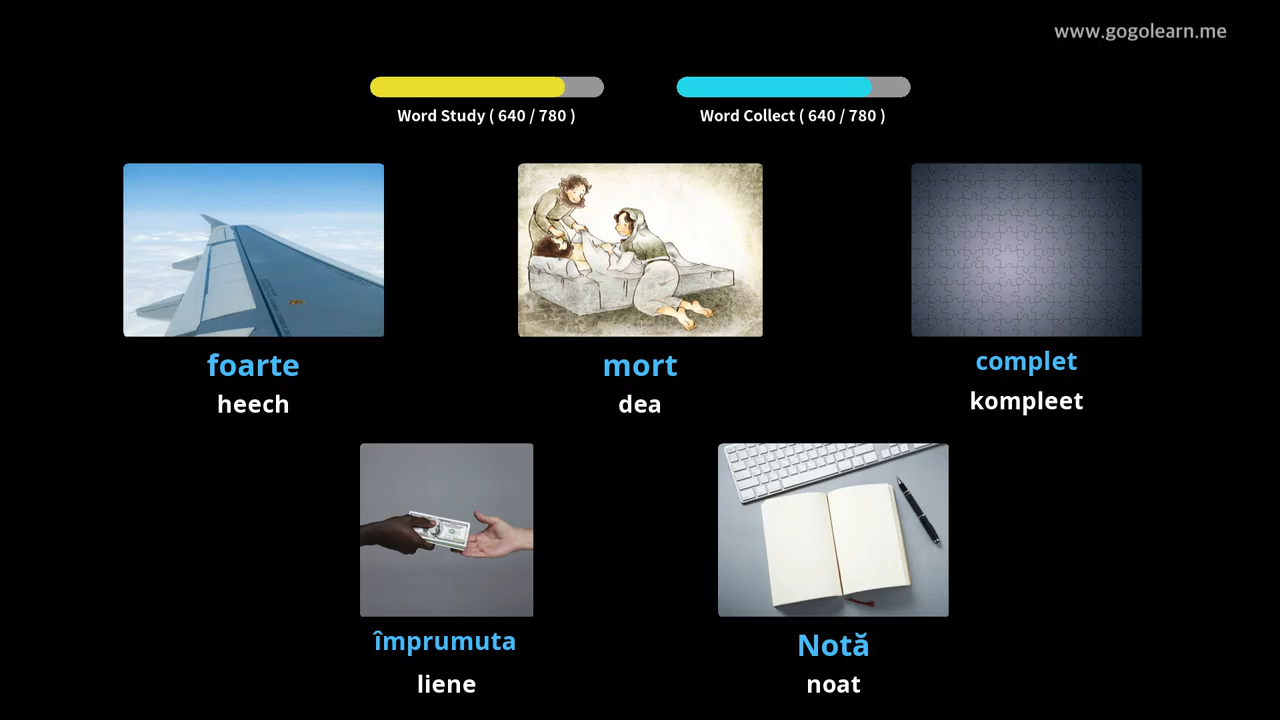 www.gogolearn.me
Word Study ( 640 / 780 )
Word Collect ( 640 / 780 )
foarte
heech
mort
dea
complet
kompleet
împrumuta
liene
Notă
noat